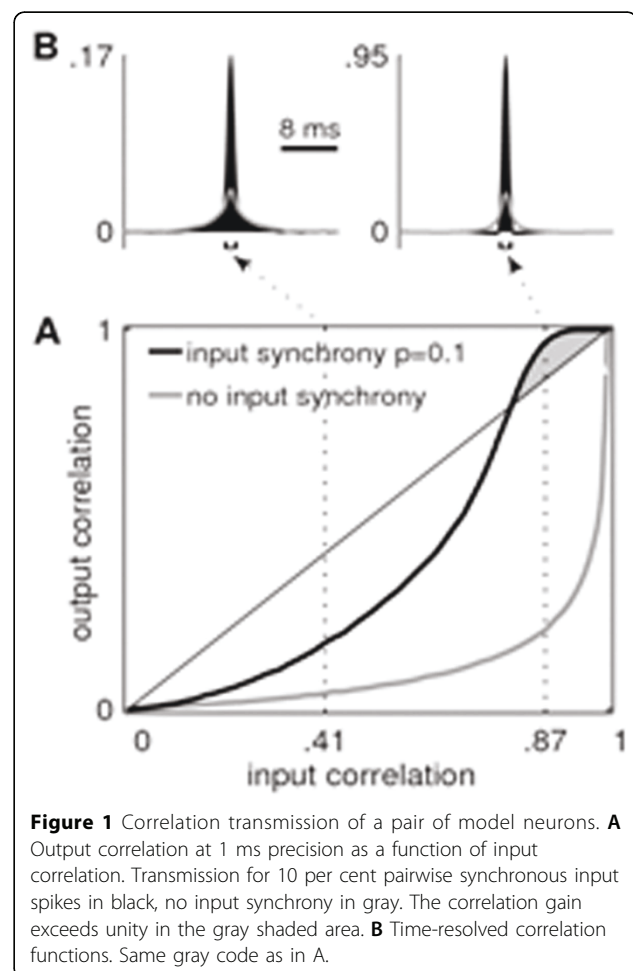 B .17 .95
8 ms
0 0
A 1
input synchrony p=0.1
no input synchrony
output correlation
0
0 .41 .87 1
input correlation
Figure 1 Correlation transmission of a pair of model neurons. A
Output correlation at 1 ms precision as a function of input
correlation. Transmission for 10 per cent pairwise synchronous input
spikes in black, no input synchrony in gray. The correlation gain
exceeds unity in the gray shaded area. B Time-resolved correlation
functions. Same gray code as in A.